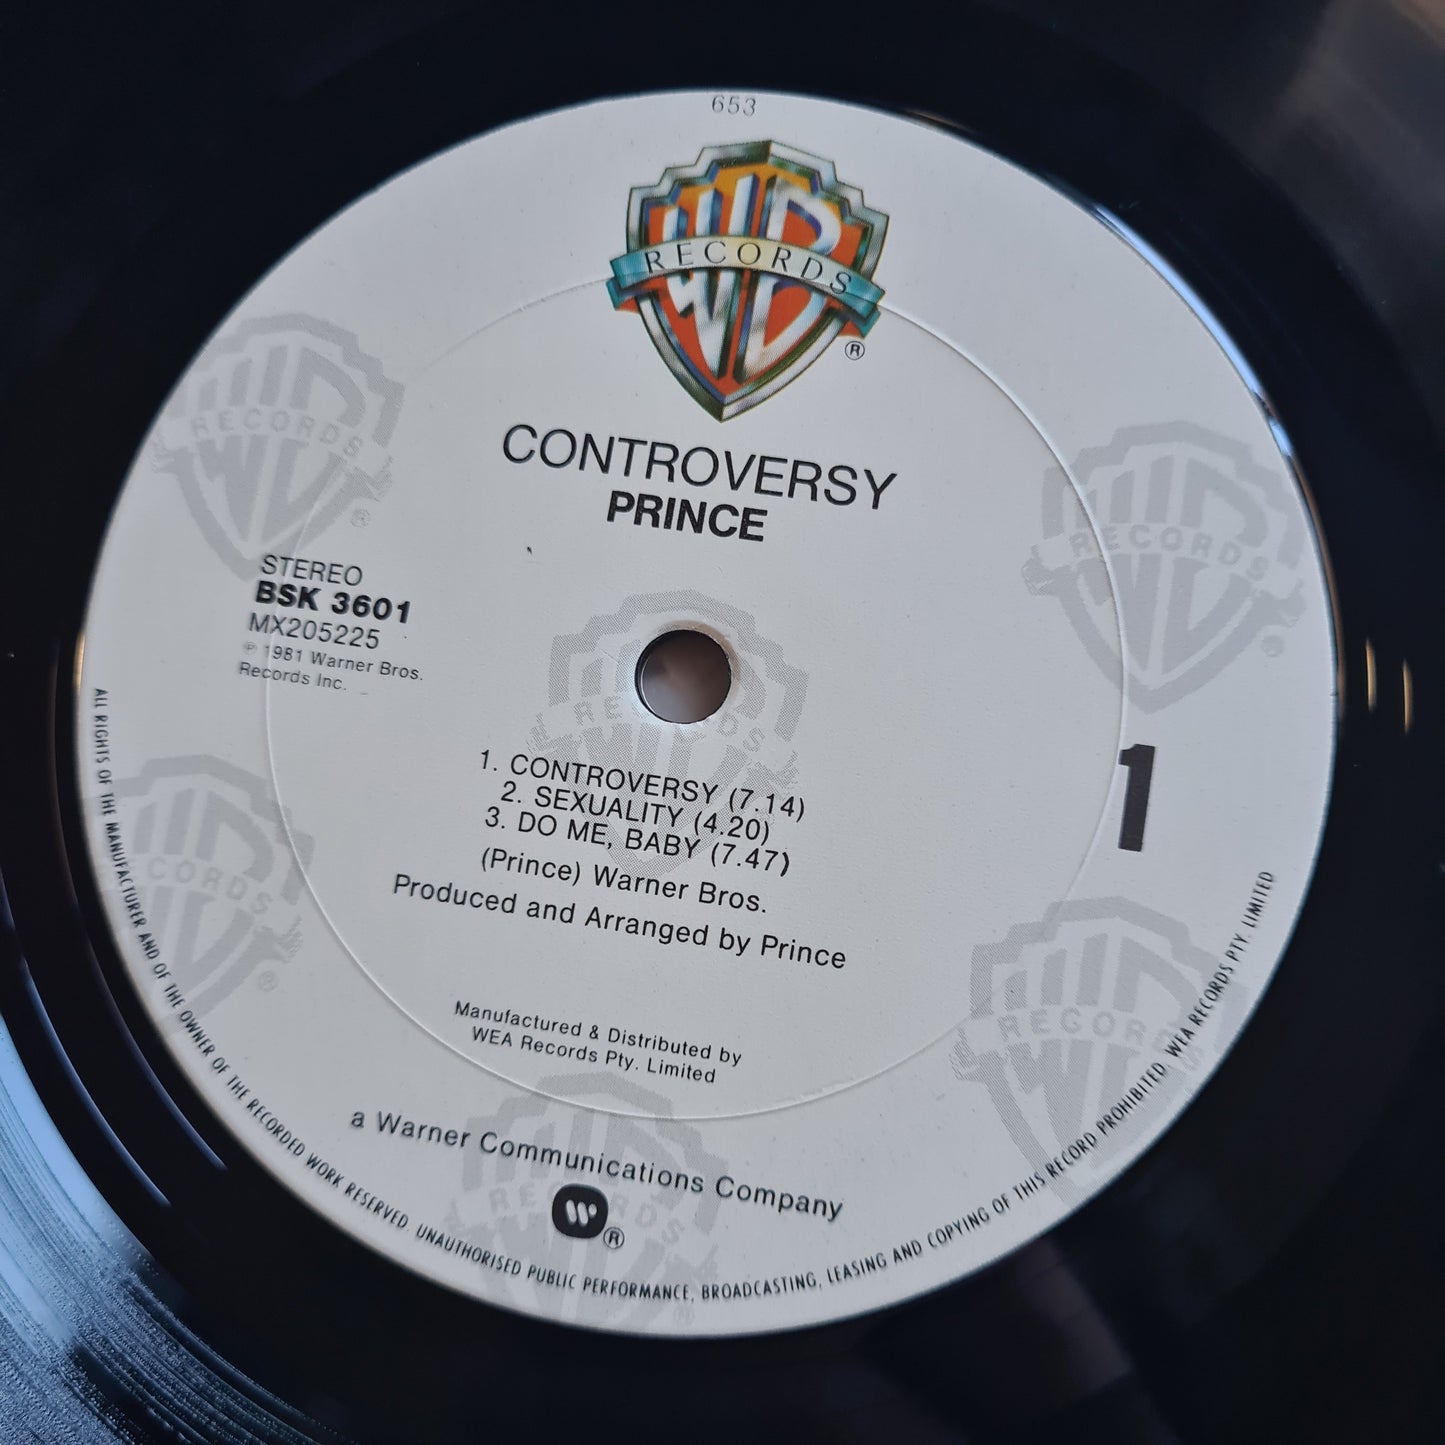 653
WB
RECORDS
®
CONTROVERSY
PRINCE
STEREO
BSK 3601
MX205225
℗ 1981 Warner Bros.
Records Inc.
1
1. CONTROVERSY (7.14)
2. SEXUALITY (4.20)
3. DO ME, BABY (7.47)
(Prince) Warner Bros.
Produced and Arranged by Prince
Manufactured & Distributed by
WEA Records Pty. Limited
a Warner Communications Company
®
ALL RIGHTS OF THE MANUFACTURER AND OF THE OWNER OF THE RECORDED WORK RESERVED. UNAUTHORISED PUBLIC PERFORMANCE, BROADCASTING, LEASING AND COPYING OF THIS RECORD PROHIBITED. WEA RECORDS PTY. LIMITED